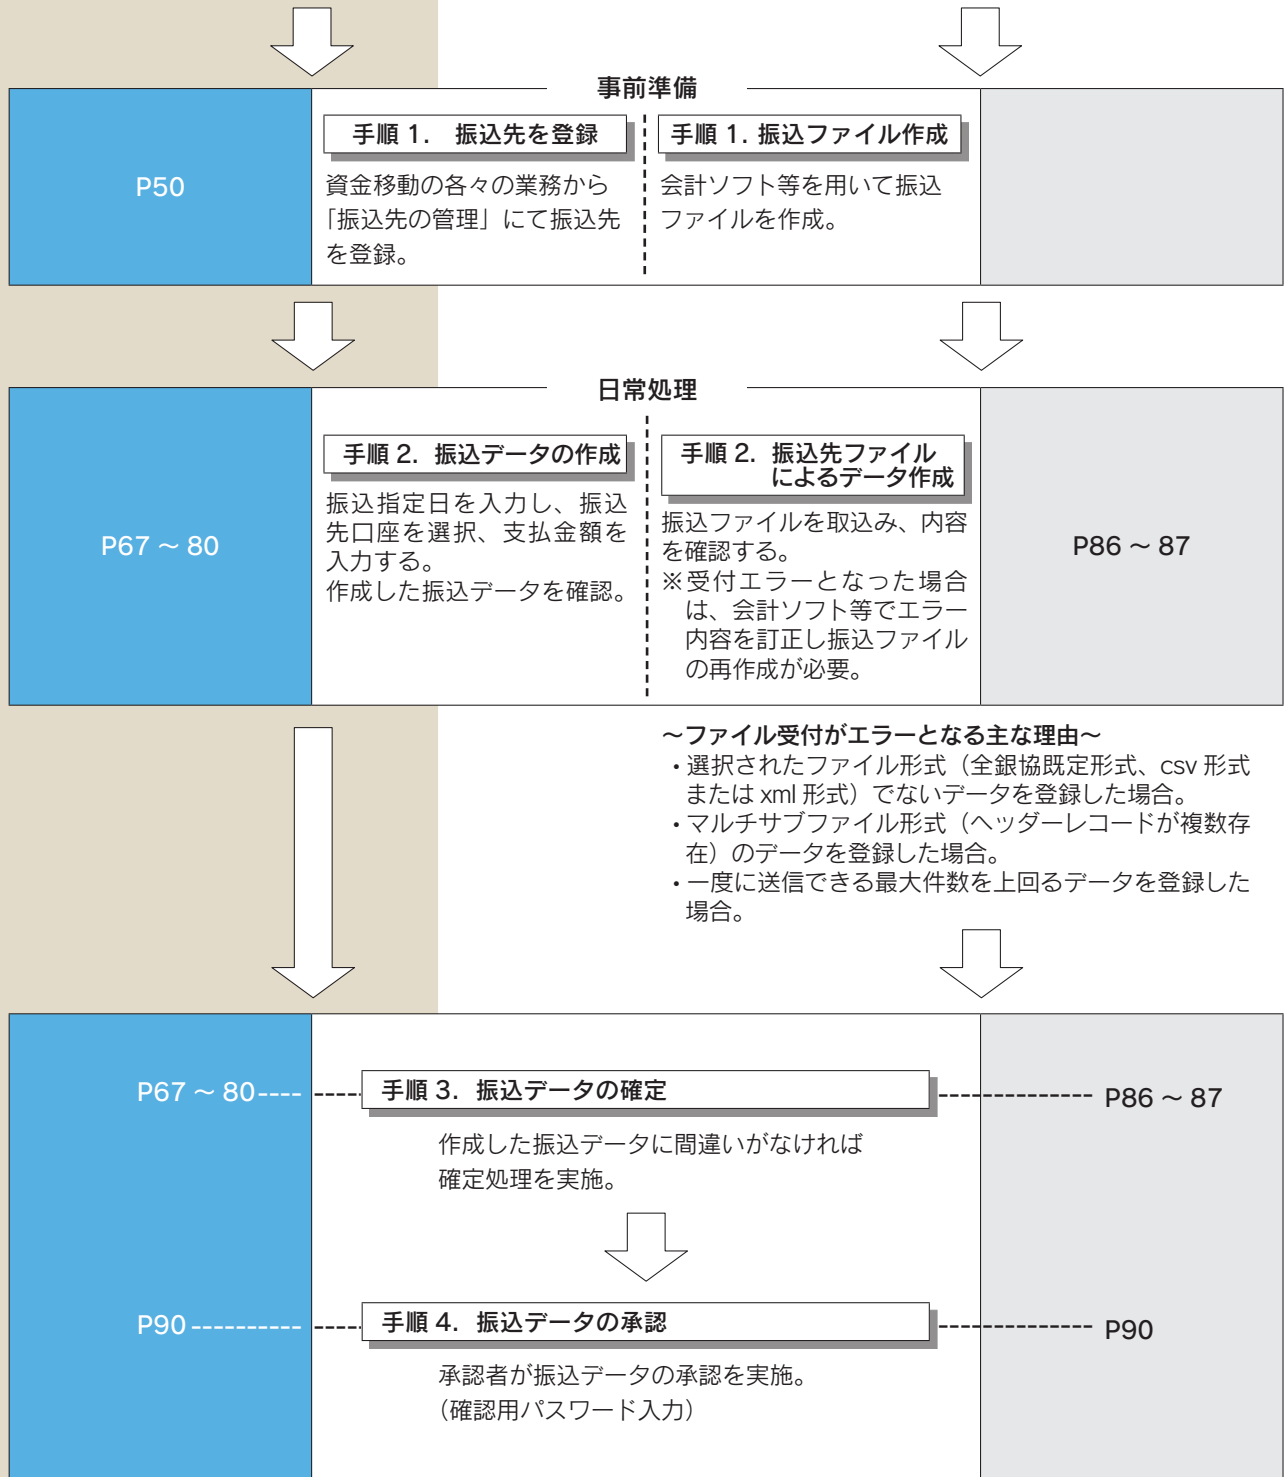 事前準備
P50
手順 1.　振込先を登録
資金移動の各々の業務から
「振込先の管理」にて振込先
を登録。
手順 1. 振込ファイル作成
会計ソフト等を用いて振込
ファイルを作成。
日常処理
P67 ～ 80
手順 2. 振込データの作成
振込指定日を入力し、振込
先口座を選択、支払金額を
入力する。
作成した振込データを確認。
手順 2. 振込先ファイル
によるデータ作成
振込ファイルを取込み、内容
を確認する。
※受付エラーとなった場合
は、会計ソフト等でエラー
内容を訂正し振込ファイル
の再作成が必要。
P86 ～ 87
～ファイル受付がエラーとなる主な理由～
・選択されたファイル形式（全銀協既定形式、csv 形式
または xml 形式）でないデータを登録した場合。
・マルチサブファイル形式（ヘッダーレコードが複数存
在）のデータを登録した場合。
・一度に送信できる最大件数を上回るデータを登録した
場合。
P67 ～ 80
手順 3. 振込データの確定
P86 ～ 87
作成した振込データに間違いがなければ
確定処理を実施。
P90
手順 4. 振込データの承認
P90
承認者が振込データの承認を実施。
（確認用パスワード入力）